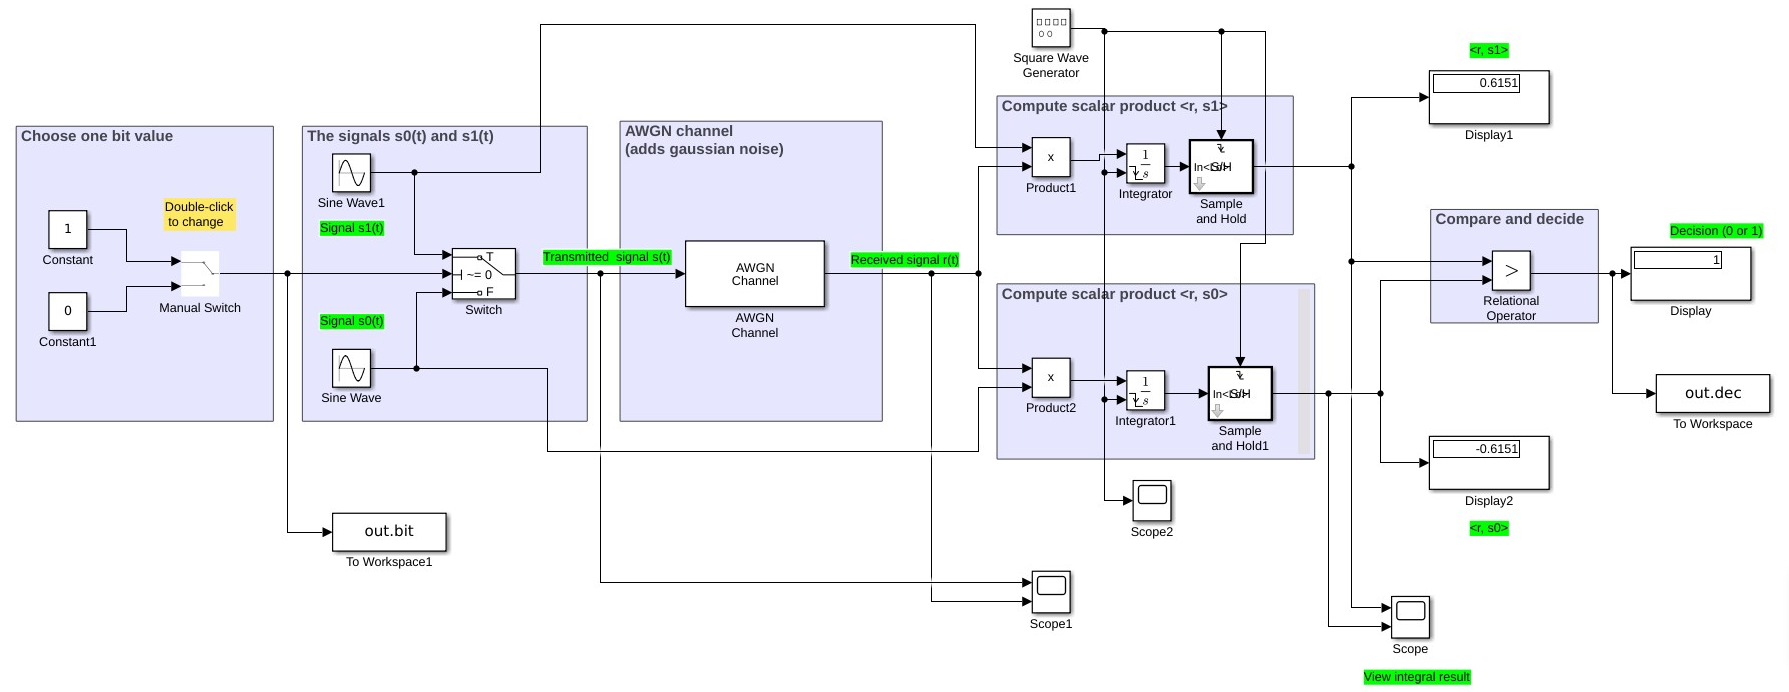 Square Wave
Generator
<r, s1>
0.6151
Display1
Choose one bit value
Double-click
to change
1
Constant
0
Constant1
Manual Switch
The signals s0(t) and s1(t)
Sine Wave1
Signal s1(t)
T
~= 0
F
Switch
Signal s0(t)
Sine Wave
AWGN channel
(adds gaussian noise)
Transmitted signal s(t)
AWGN
Channel
AWGN
Channel
Received signal r(t)
Compute scalar product <r, s1>
x
Product1
1
s
Integrator
S/H
Sample
and Hold
Compute scalar product <r, s0>
x
Product2
1
s
Integrator1
S/H
Sample
and Hold1
Compare and decide
>
Relational
Operator
Decision (0 or 1)
1
Display
out.dec
To Workspace
-0.6151
Display2
<r, s0>
Scope2
out.bit
To Workspace1
Scope1
Scope
View integral result